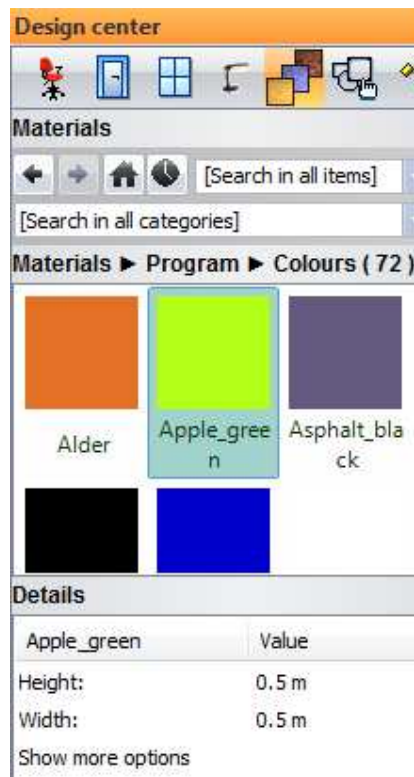 Design center
Materials
[Search in all items]
[Search in all categories]
Materials ► Program ► Colours ( 72 )
Alder
Apple_gree
n
Asphalt_bla
ck
Details
Apple_green Value
Height: 0.5 m
Width: 0.5 m
Show more options